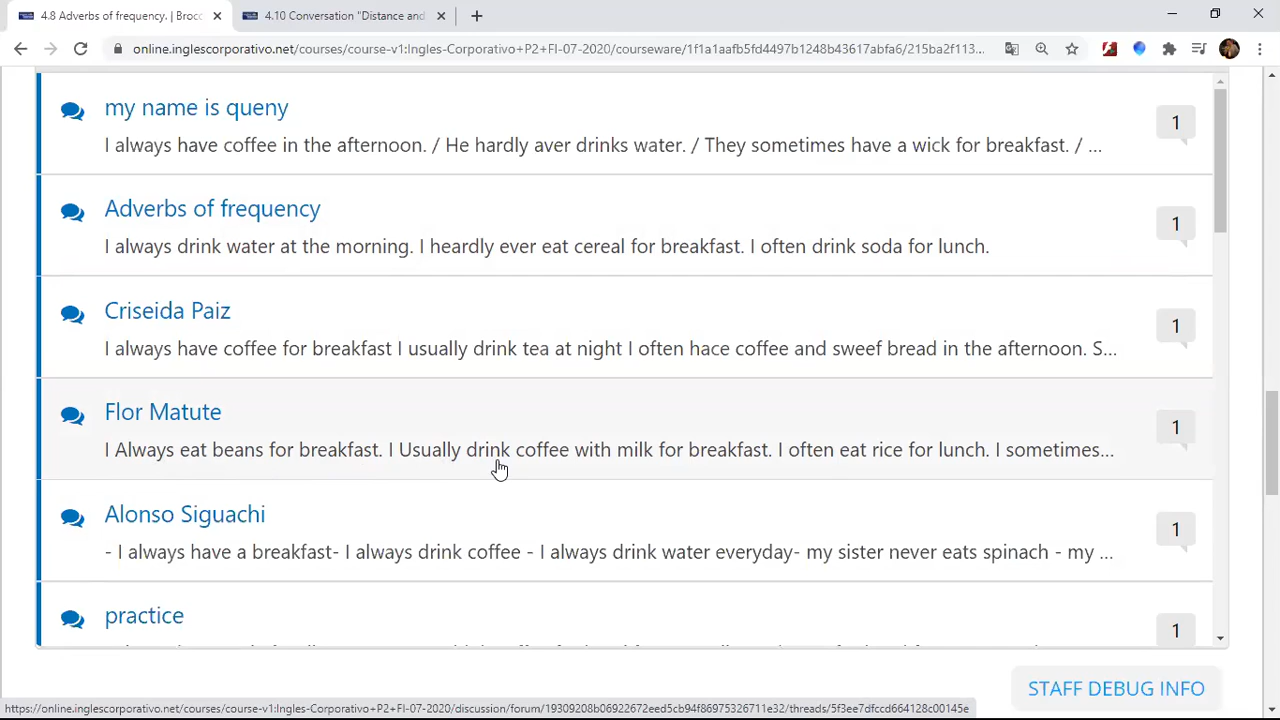 4.8 Adverbs of frequency. | Brocc
4.10 Conversation "Distance and
online.inglescorporativo.net/courses/course-v1:Ingles-Corporativo+P2+FI-07-2020/courseware/1f1a1aafb5fd4497b1248b43617abfa6/215ba2f113...
my name is queny
1
I always have coffee in the afternoon. / He hardly aver drinks water. / They sometimes have a wick for breakfast. / ...
Adverbs of frequency
1
I always drink water at the morning. I heardly ever eat cereal for breakfast. I often drink soda for lunch.
Criseida Paiz
1
I always have coffee for breakfast I usually drink tea at night I often hace coffee and sweef bread in the afternoon. S...
Flor Matute
1
I Always eat beans for breakfast. I Usually drink coffee with milk for breakfast. I often eat rice for lunch. I sometimes...
Alonso Siguachi
1
- I always have a breakfast- I always drink coffee - I always drink water everyday- my sister never eats spinach - my ...
practice
1
STAFF DEBUG INFO
https://online.inglescorporativo.net/courses/course-v1:Ingles-Corporativo+P2+FI-07-2020/discussion/forum/19309208b06922672eed5cb94f86975326711e32/threads/5f3ee7dfccd664128c00145e